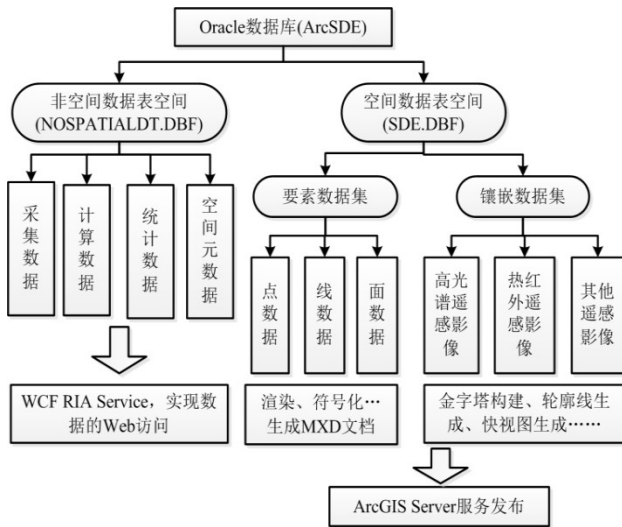 Oracle数据库(ArcSDE)
非空间数据表空间
(NOSPATIALDT.DBF)
空间数据表空间
(SDE.DBF)
要素数据集
镶嵌数据集
采集数据
计算数据
统计数据
空间元数据
点数据
线数据
面数据
高光谱遥感影像
热红外遥感影像
其他遥感影像
WCF RIA Service，实现数
据的Web访问
渲染、符号化…
生成MXD文档
金字塔构建、轮廓线生
成、快视图生成……
ArcGIS Server服务发布